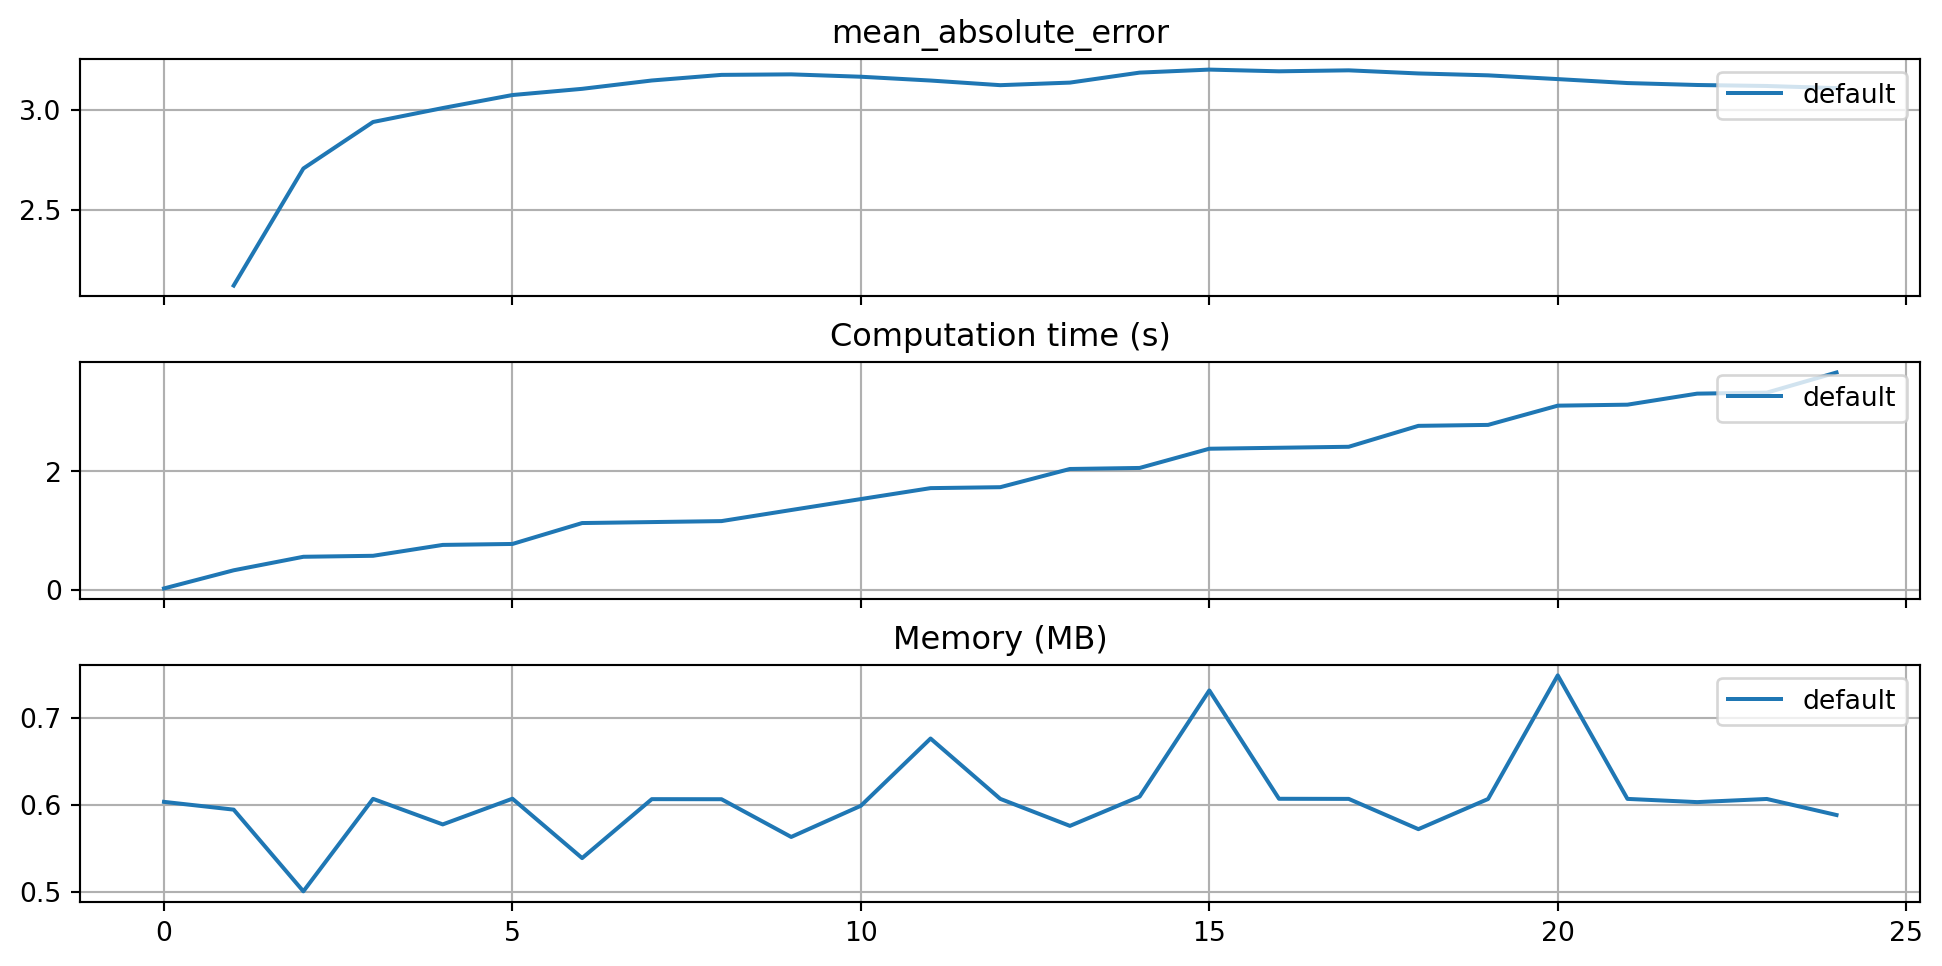 mean_absolute_error
3.0
2.5
default
Computation time (s)
2
0
default
Memory (MB)
0.7
0.6
0.5
default
0 5 10 15 20 25